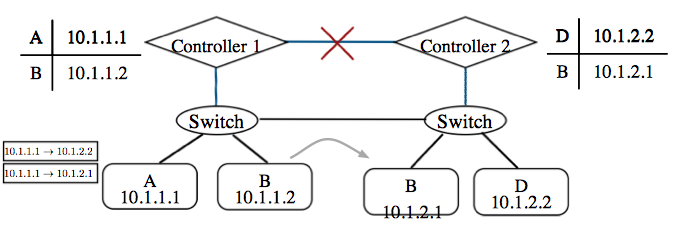 A 10.1.1.1
B 10.1.1.2
Controller 1
Controller 2
D 10.1.2.2
B 10.1.2.1
Switch
Switch
10.1.1.1 → 10.1.2.2
10.1.1.1 → 10.1.2.1
A
10.1.1.1
B
10.1.1.2
B
10.1.2.1
D
10.1.2.2